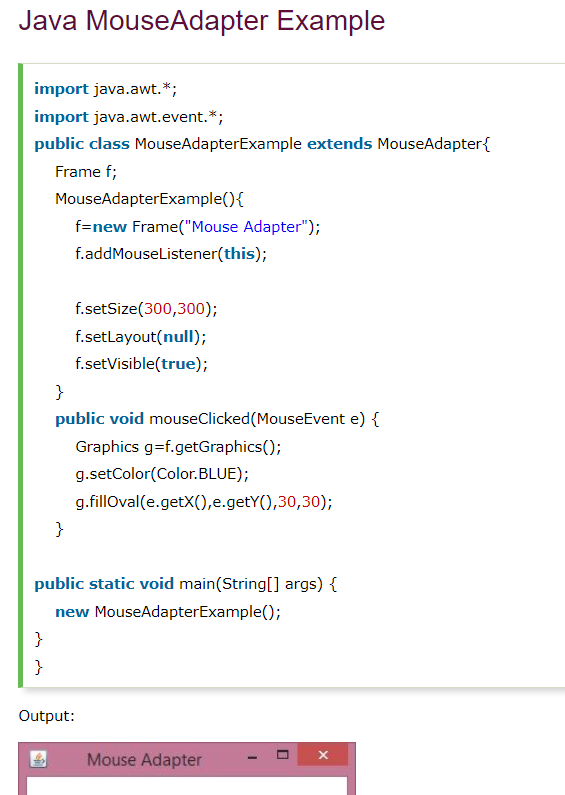 Java MouseAdapter Example
import java.awt.*;
import java.awt.event.*;
public class MouseAdapterExample extends MouseAdapter{
Frame f;
MouseAdapterExample(){
f=new Frame("Mouse Adapter");
f.addMouseListener(this);
f.setSize(300,300);
f.setLayout(null);
f.setVisible(true);
}
public void mouseClicked(MouseEvent e) {
Graphics g=f.getGraphics();
g.setColor(Color.BLUE);
g.fillOval(e.getX(),e.getY(),30,30);
}
public static void main(String[] args) {
new MouseAdapterExample();
}
}
Output:
Mouse Adapter